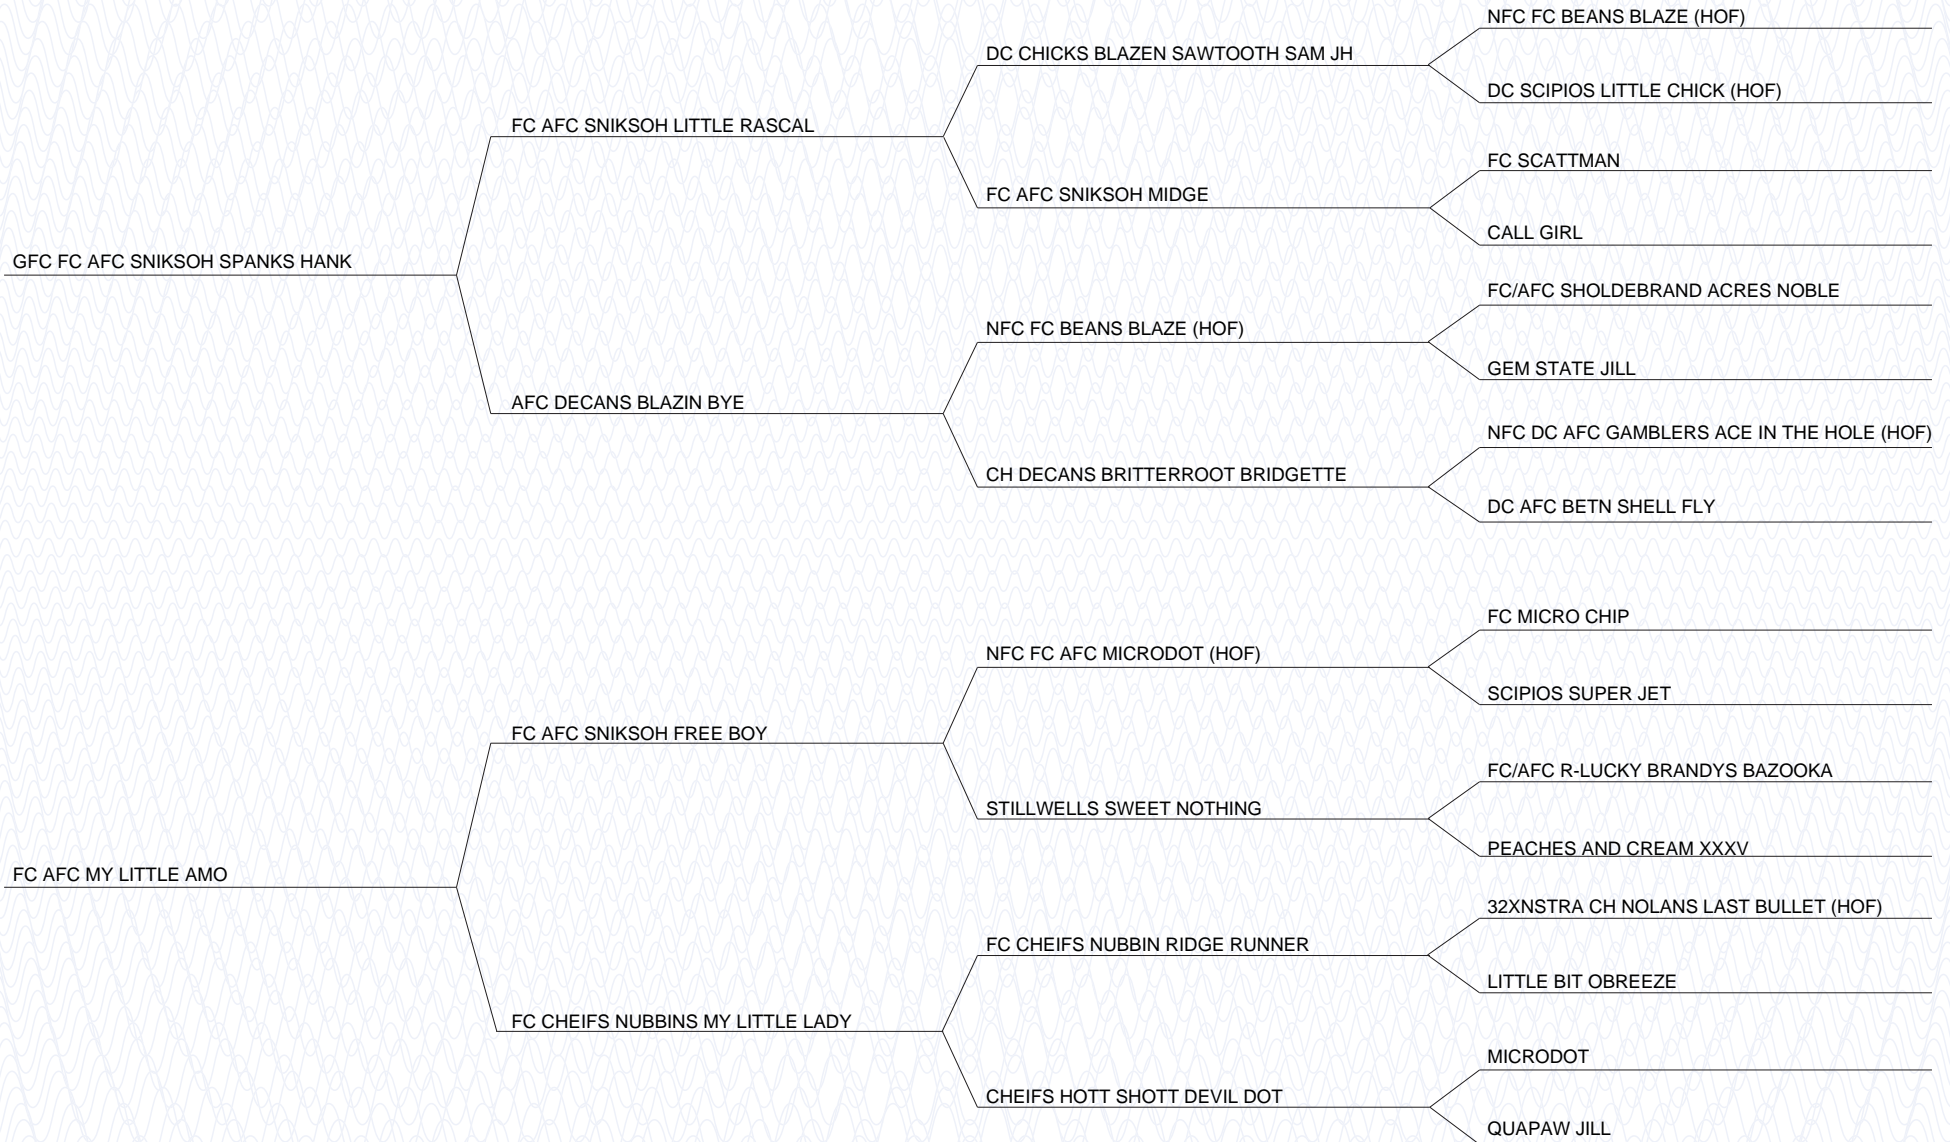 NFC FC BEANS BLAZE (HOF)
DC CHICKS BLAZEN SAWTOOTH SAM JH
DC SCIPIOS LITTLE CHICK (HOF)
FC AFC SNIKSOH LITTLE RASCAL
FC SCATTMAN
FC AFC SNIKSOH MIDGE
CALL GIRL
GFC FC AFC SNIKSOH SPANKS HANK
FC/AFC SHOLDEBRAND ACRES NOBLE
NFC FC BEANS BLAZE (HOF)
GEM STATE JILL
AFC DECANS BLAZIN BYE
NFC DC AFC GAMBLERS ACE IN THE HOLE (HOF)
CH DECANS BRITTERROOT BRIDGETTE
DC AFC BETN SHELL FLY
FC MICRO CHIP
NFC FC AFC MICRODOT (HOF)
SCIPIOS SUPER JET
FC AFC SNIKSOH FREE BOY
FC/AFC R-LUCKY BRANDYS BAZOOKA
STILLWELLS SWEET NOTHING
PEACHES AND CREAM XXXV
FC AFC MY LITTLE AMO
32XNSTRA CH NOLANS LAST BULLET (HOF)
FC CHEIFS NUBBIN RIDGE RUNNER
LITTLE BIT OBREEZE
FC CHEIFS NUBBINS MY LITTLE LADY
MICRODOT
CHEIFS HOTT SHOTT DEVIL DOT
QUAPAW JILL